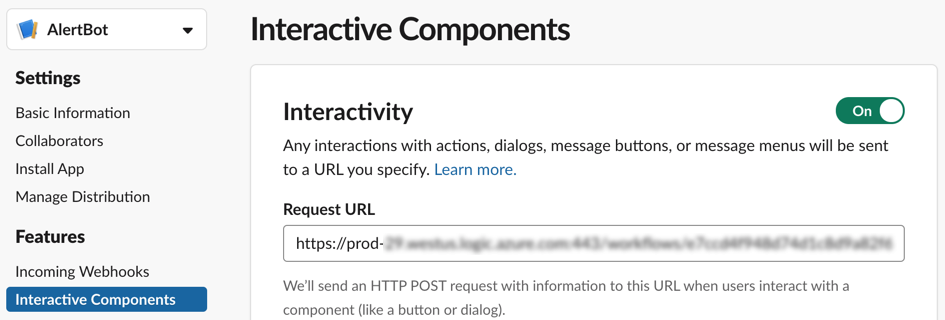 AlertBot
Interactive Components
Settings
Basic Information
Collaborators
Install App
Manage Distribution
Features
Incoming Webhooks
Interactive Components
Interactivity
On
Any interactions with actions, dialogs, message buttons, or message menus will be sent
to a URL you specify. Learn more.
Request URL
https://prod-
We'll send an HTTP POST request with information to this URL when users interact with a
component (like a button or dialog).